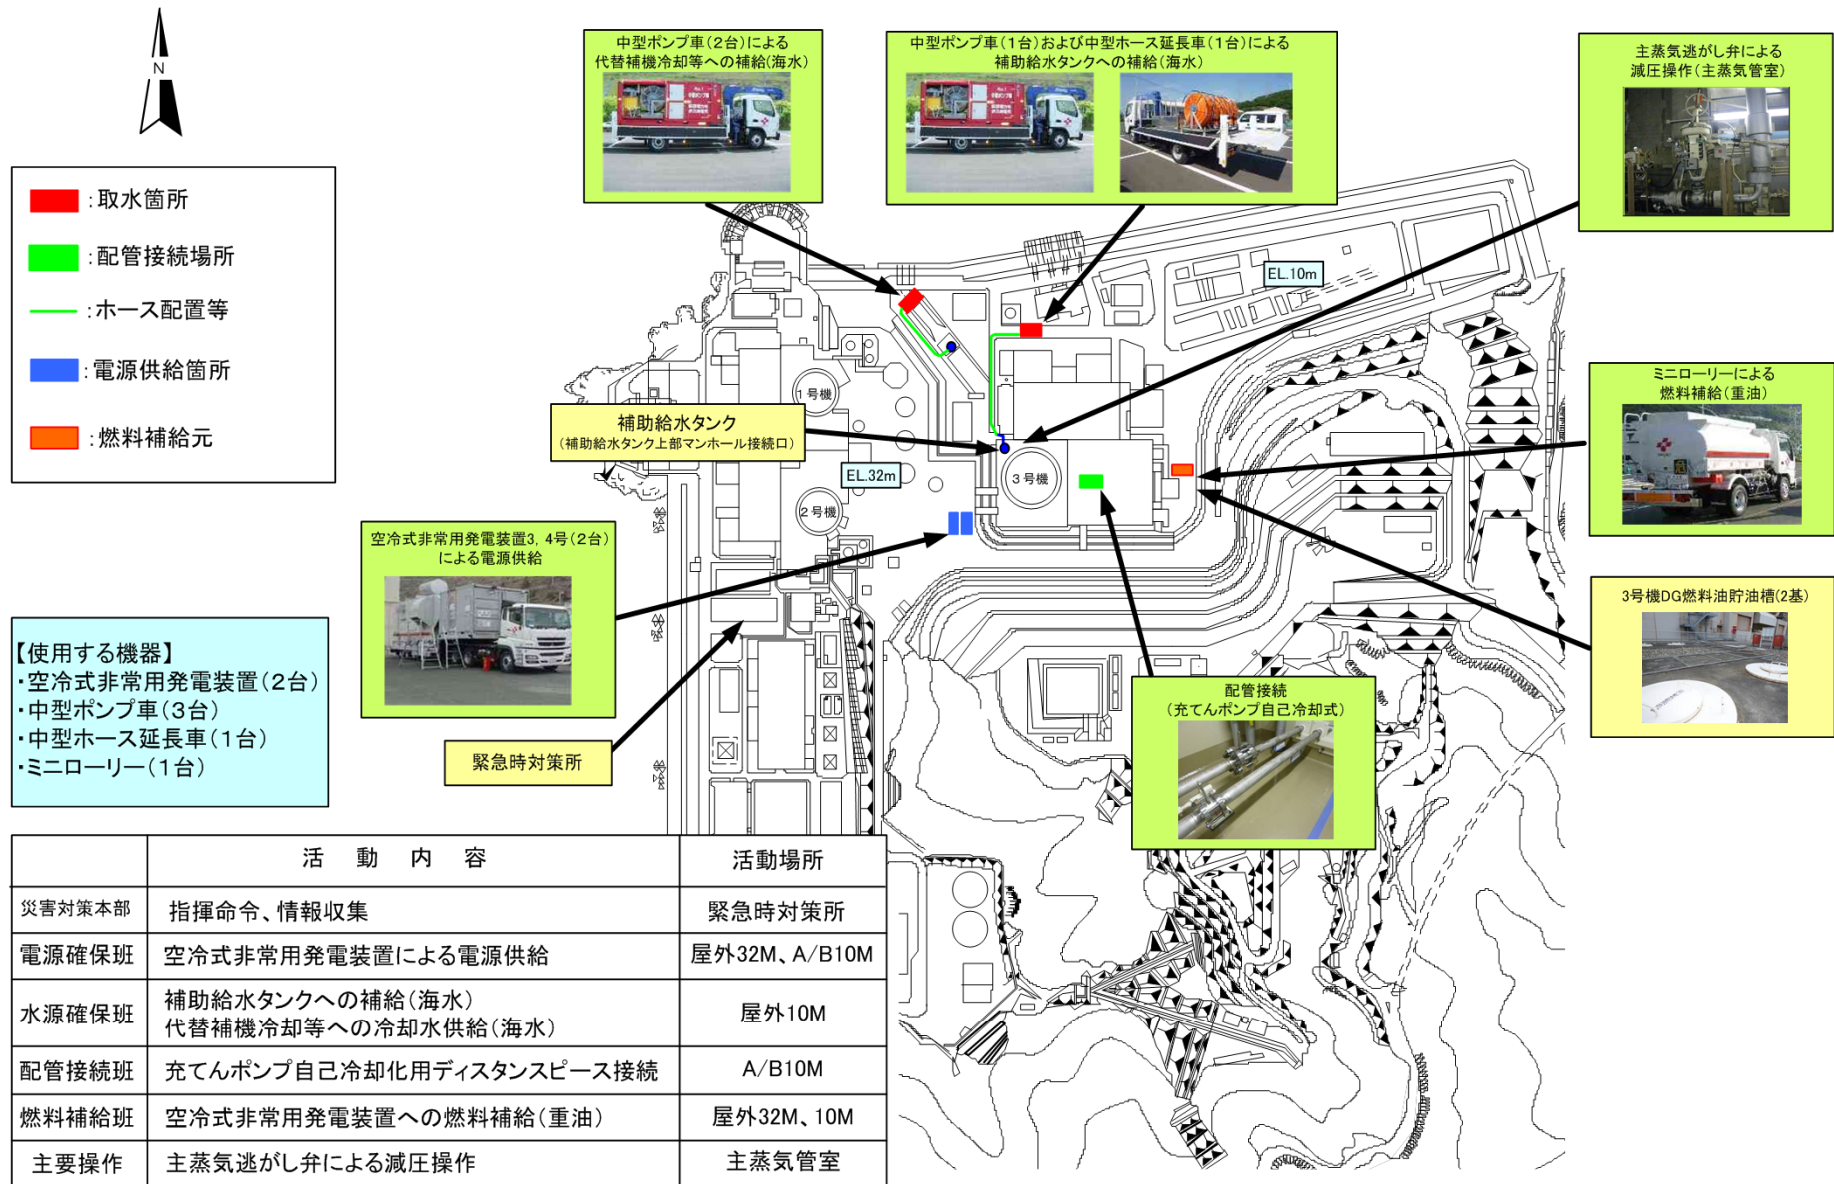 N
:取水箇所
:配管接続場所
:ホース配置等
:電源供給箇所
:燃料補給元
中型ポンプ車(2台)による
代替補機冷却等への補給(海水)
中型ポンプ車(1台)および中型ホース延長車(1台)による
補助給水タンクへの補給(海水)
主蒸気逃がし弁による
減圧操作(主蒸気管室)
EL.10m
ミニローリーによる
燃料補給(重油)
1号機
補助給水タンク
(補助給水タンク上部マンホール接続口)
EL.32m
3号機
2号機
空冷式非常用発電装置3, 4号(2台)
による電源供給
3号機DG燃料油貯油槽(2基)
配管接続
(充てんポンプ自己冷却式)
緊急時対策所
【使用する機器】
・空冷式非常用発電装置(2台)
・中型ポンプ車(3台)
・中型ホース延長車(1台)
・ミニローリー(1台)
活動内容 活動場所
災害対策本部 指揮命令、情報収集 緊急時対策所
電源確保班 空冷式非常用発電装置による電源供給 屋外32M、A/B10M
水源確保班 補助給水タンクへの補給(海水)
代替補機冷却等への冷却水供給(海水) 屋外10M
配管接続班 充てんポンプ自己冷却化用ディスタンスピース接続 A/B10M
燃料補給班 空冷式非常用発電装置への燃料補給(重油) 屋外32M、10M
主要操作 主蒸気逃がし弁による減圧操作 主蒸気管室